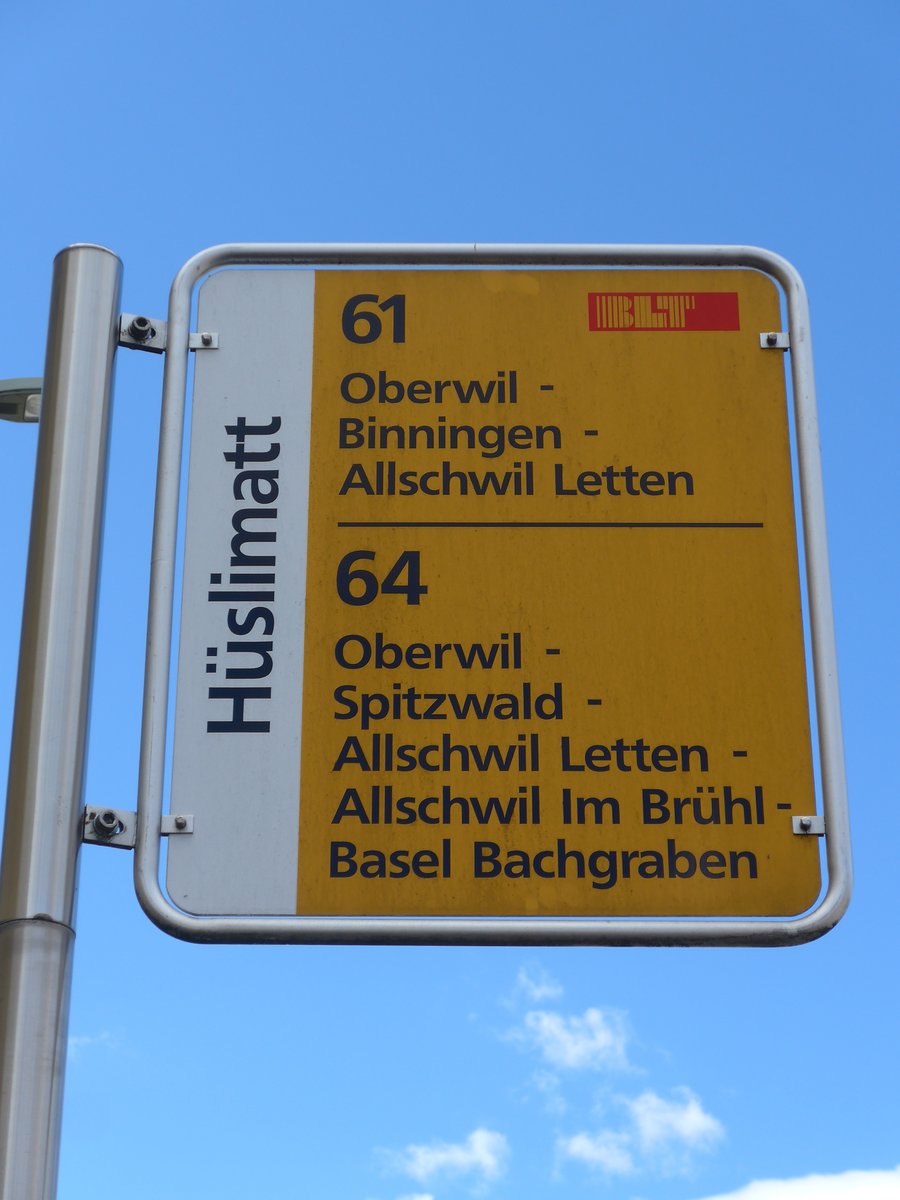 Hüslimatt
61
BLT
Oberwil -
Binningen -
Allschwil Letten
64
Oberwil -
Spitzwald -
Allschwil Letten -
Allschwil Im Brühl -
Basel Bachgraben